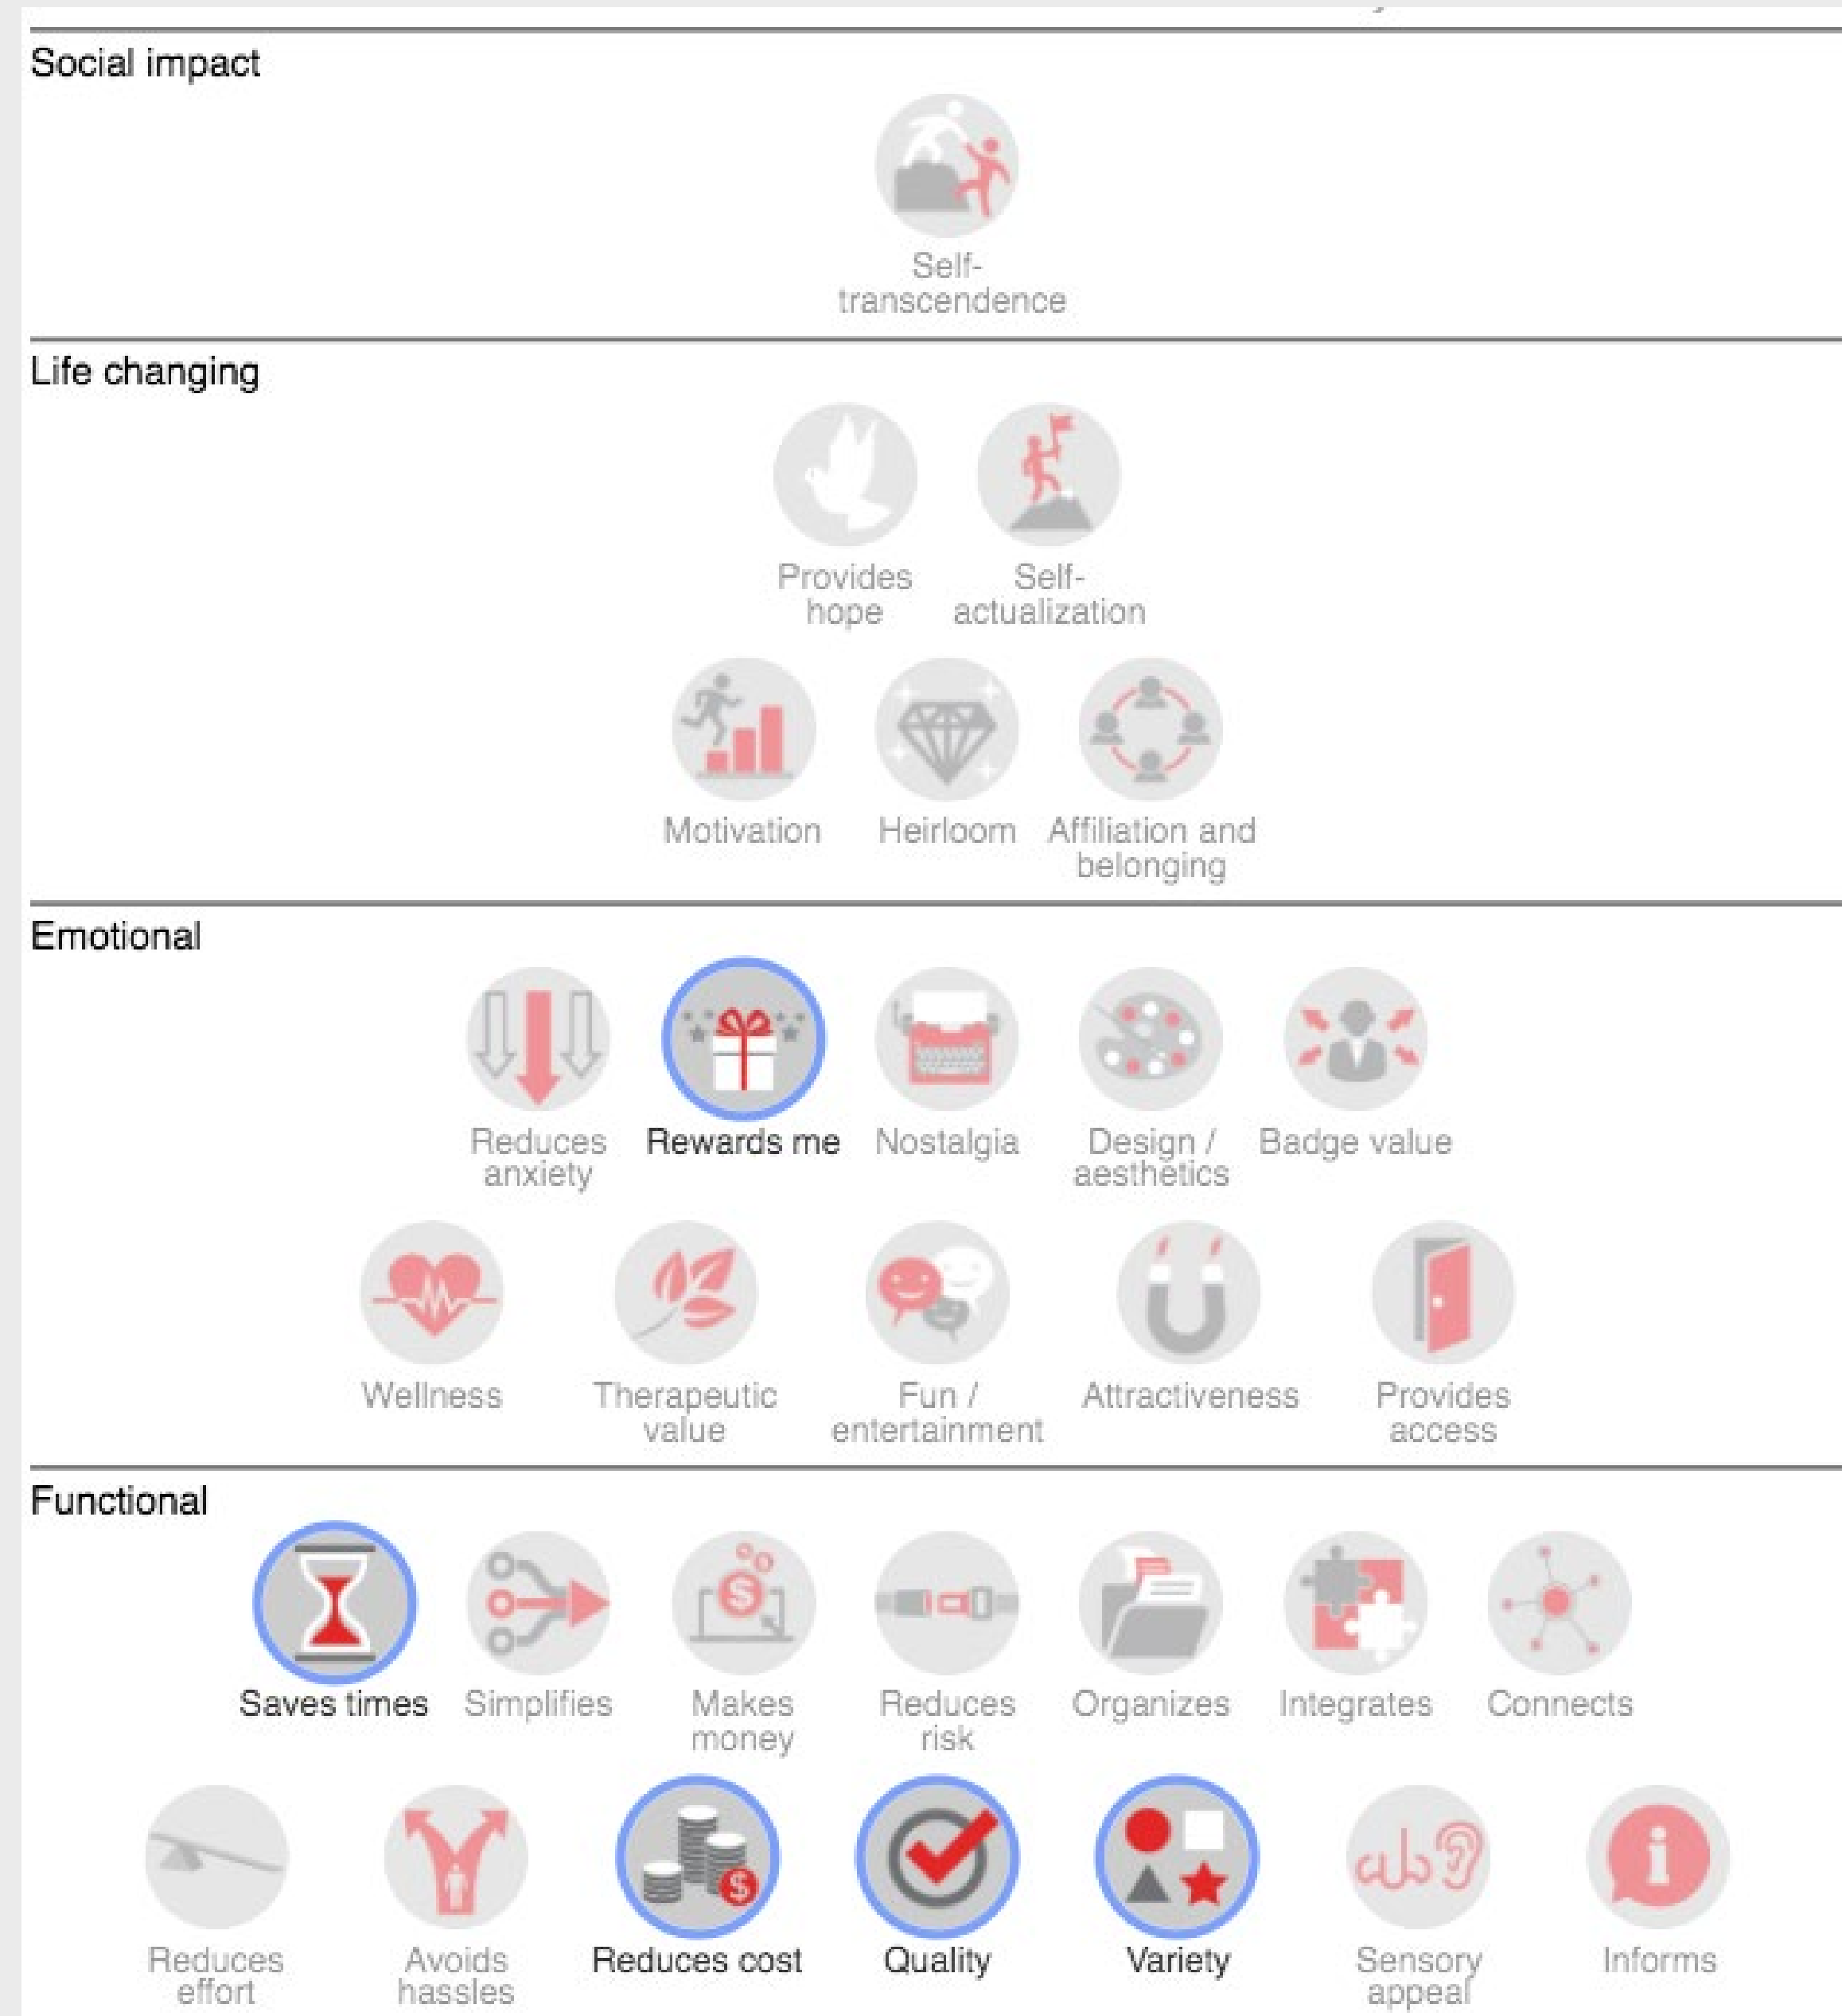 Social impact
Self-
transcendence
Life changing
Provides
hope
Self-
actualization
Motivation
Heirloom
Affiliation and
belonging
Emotional
Reduces
anxiety
Rewards me
Nostalgia
Design /
aesthetics
Badge value
Wellness
Therapeutic
value
Fun /
entertainment
Attractiveness
Provides
access
Functional
Saves times
Simplifies
Makes
money
Reduces
risk
Organizes
Integrates
Connects
Reduces
effort
Avoids
hassles
Reduces cost
Quality
Variety
Sensory
appeal
Informs